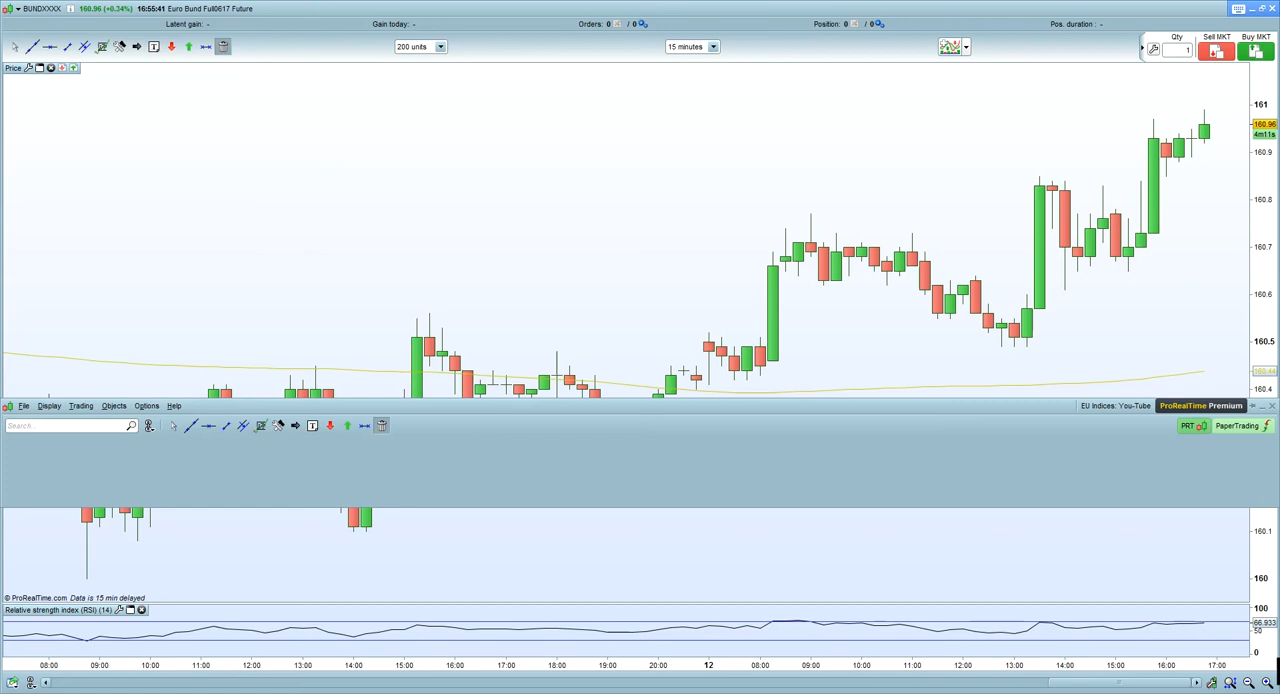 BUNDXXXX 160.96 (+0.34%) 16:55:41 Euro Bund Full0617 Future
Latent gain: - Gain today: - Orders: 0 / 0 Position: 0 / 0 Pos. duration : -
200 units 15 minutes Qty Sell MKT Buy MKT
1
Price
161
160.96
4m11s
160.9
160.8
160.7
160.6
160.5
160.44
160.4
File Display Trading Objects Options Help EU Indices: You-Tube ProRealTime Premium
Search... PRT PaperTrading
160.1
160
© ProRealTime.com Data is 15 min delayed
Relative strength index (RSI) (14)
100
66.933
50
0
08:00 09:00 10:00 11:00 12:00 13:00 14:00 15:00 16:00 17:00 18:00 19:00 20:00 12 08:00 09:00 10:00 11:00 12:00 13:00 14:00 15:00 16:00 17:00